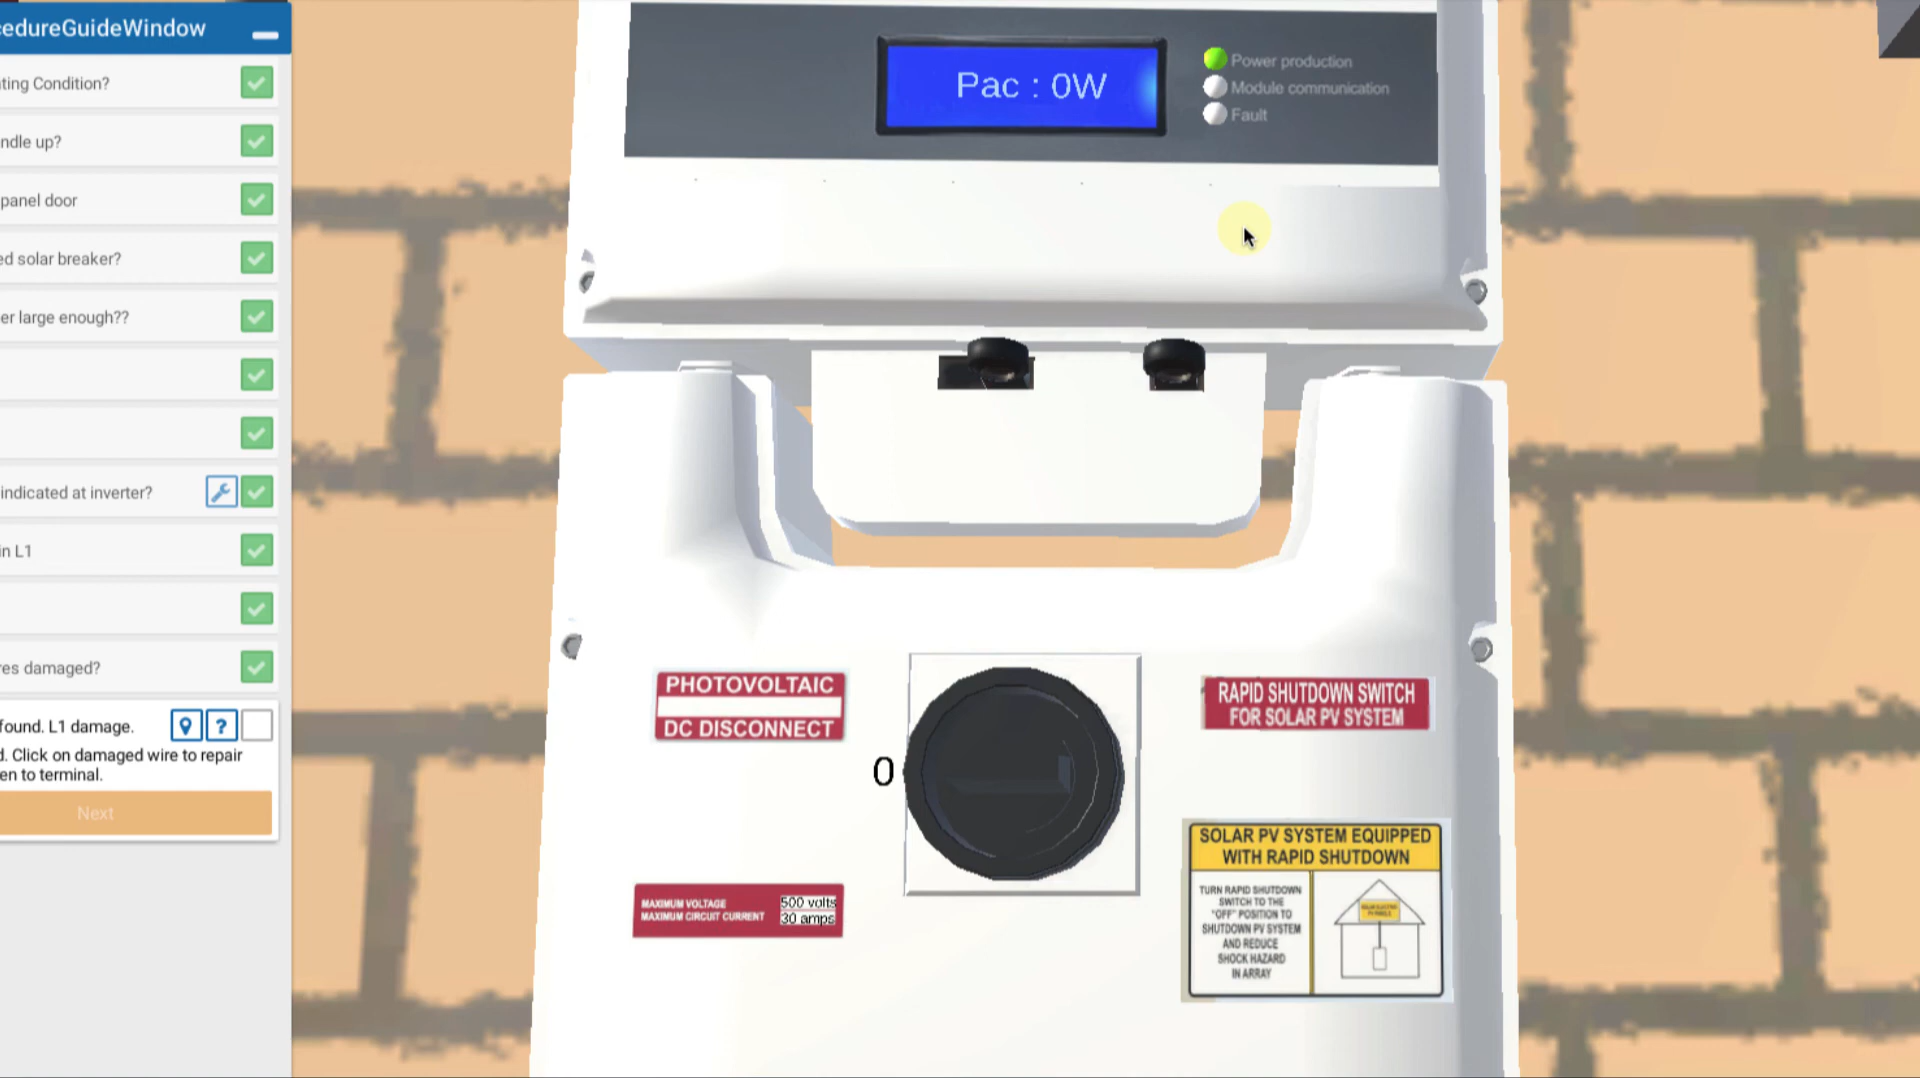 cedureGuideWindow
ting Condition?
ndle up?
panel door
ed solar breaker?
er large enough??
indicated at inverter?
in L1
res damaged?
found. L1 damage.
?
d. Click on damaged wire to repair
en to terminal.
Next
Pac : 0W
Power production
Module communication
Fault
PHOTOVOLTAIC
DC DISCONNECT
0
RAPID SHUTDOWN SWITCH
FOR SOLAR PV SYSTEM
MAXIMUM VOLTAGE 500 volts
MAXIMUM CIRCUIT CURRENT 30 amps
SOLAR PV SYSTEM EQUIPPED
WITH RAPID SHUTDOWN
TURN RAPID SHUTDOWN
SWITCH TO THE
"OFF" POSITION TO
SHUTDOWN PV SYSTEM
AND REDUCE
SHOCK HAZARD
IN ARRAY